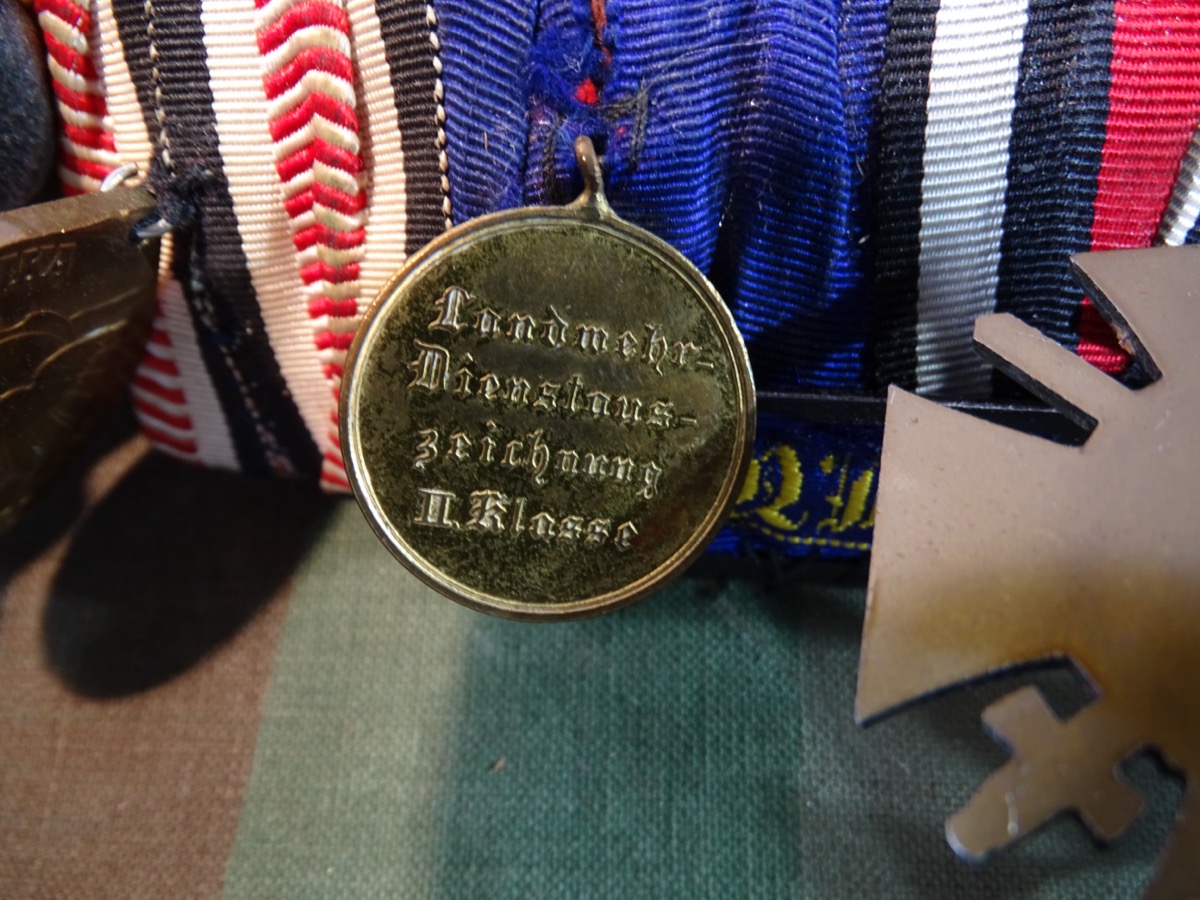 Landwehr-
Dienstaus-
zeichnung
II. Klasse